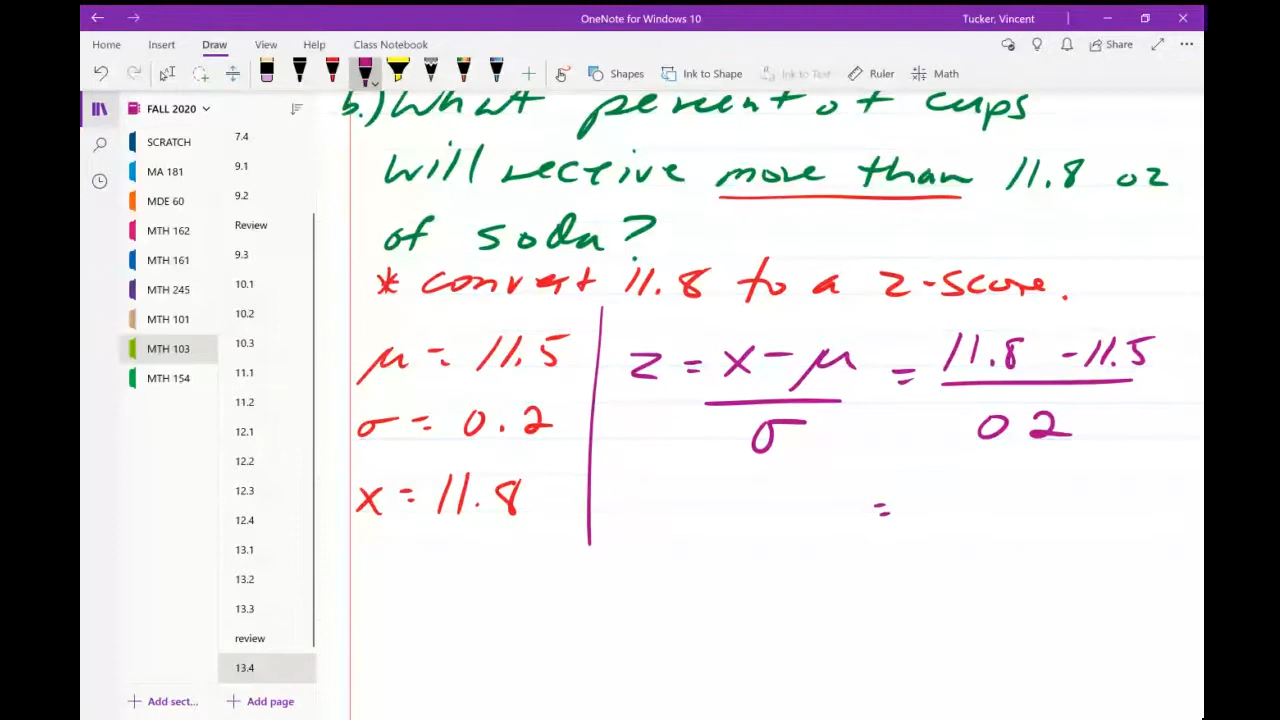 OneNote for Windows 10
Tucker, Vincent
Home Insert Draw View Help Class Notebook
Share
Shapes Ink to Shape Ink to Text Ruler Math
FALL 2020
SCRATCH
MA 181
MDE 60
MTH 162
MTH 161
MTH 245
MTH 101
MTH 103
MTH 154
Add sect...
7.4
9.1
9.2
Review
9.3
10.1
10.2
10.3
11.1
11.2
12.1
12.2
12.3
12.4
13.1
13.2
13.3
review
13.4
Add page
b.) What percent of cups
will receive more than 11.8 oz
of soda?
* convert 11.8 to a z-score.
μ = 11.5
σ = 0.2
x = 11.8
z = x - μ = 11.8 - 11.5
σ 0 2
=